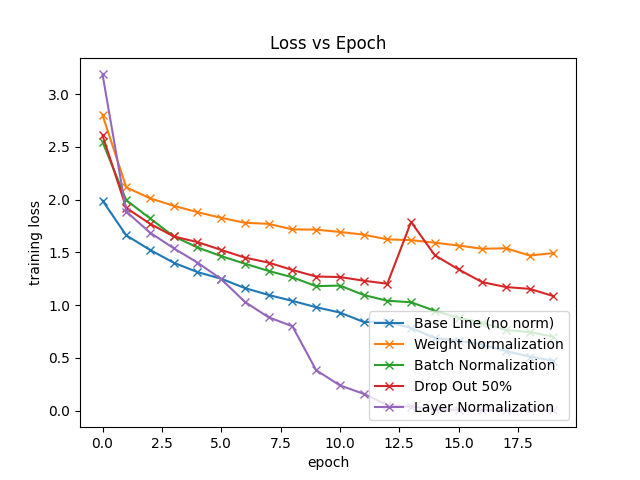 Loss vs Epoch
3.0
2.5
2.0
1.5
1.0
0.5
0.0
training loss
Base Line (no norm)
Weight Normalization
Batch Normalization
Drop Out 50%
Layer Normalization
0.0 2.5 5.0 7.5 10.0 12.5 15.0 17.5
epoch